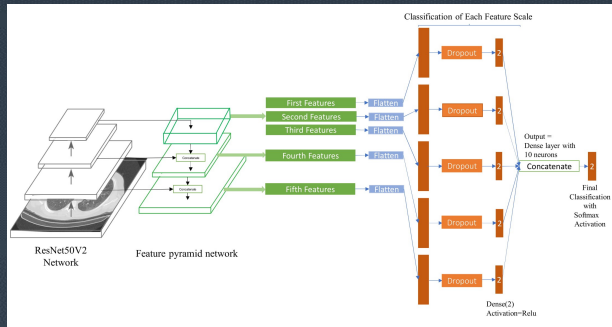 Classification of Each Feature Scale
2
Dropout
First Features
Flatten
Second Features
Flatten
Dropout
2
Third Features
Flatten
Output =
Dense layer with
10 neurons
Concatenate
Fourth Features
Flatten
Dropout
2
Concatenate
2
Final
Classification
with
Softmax
Activation
Concatenate
Fifth Features
Flatten
Dropout
2
ResNet50V2
Network
Feature pyramid network
Dropout
2
Dense(2)
Activation=Relu